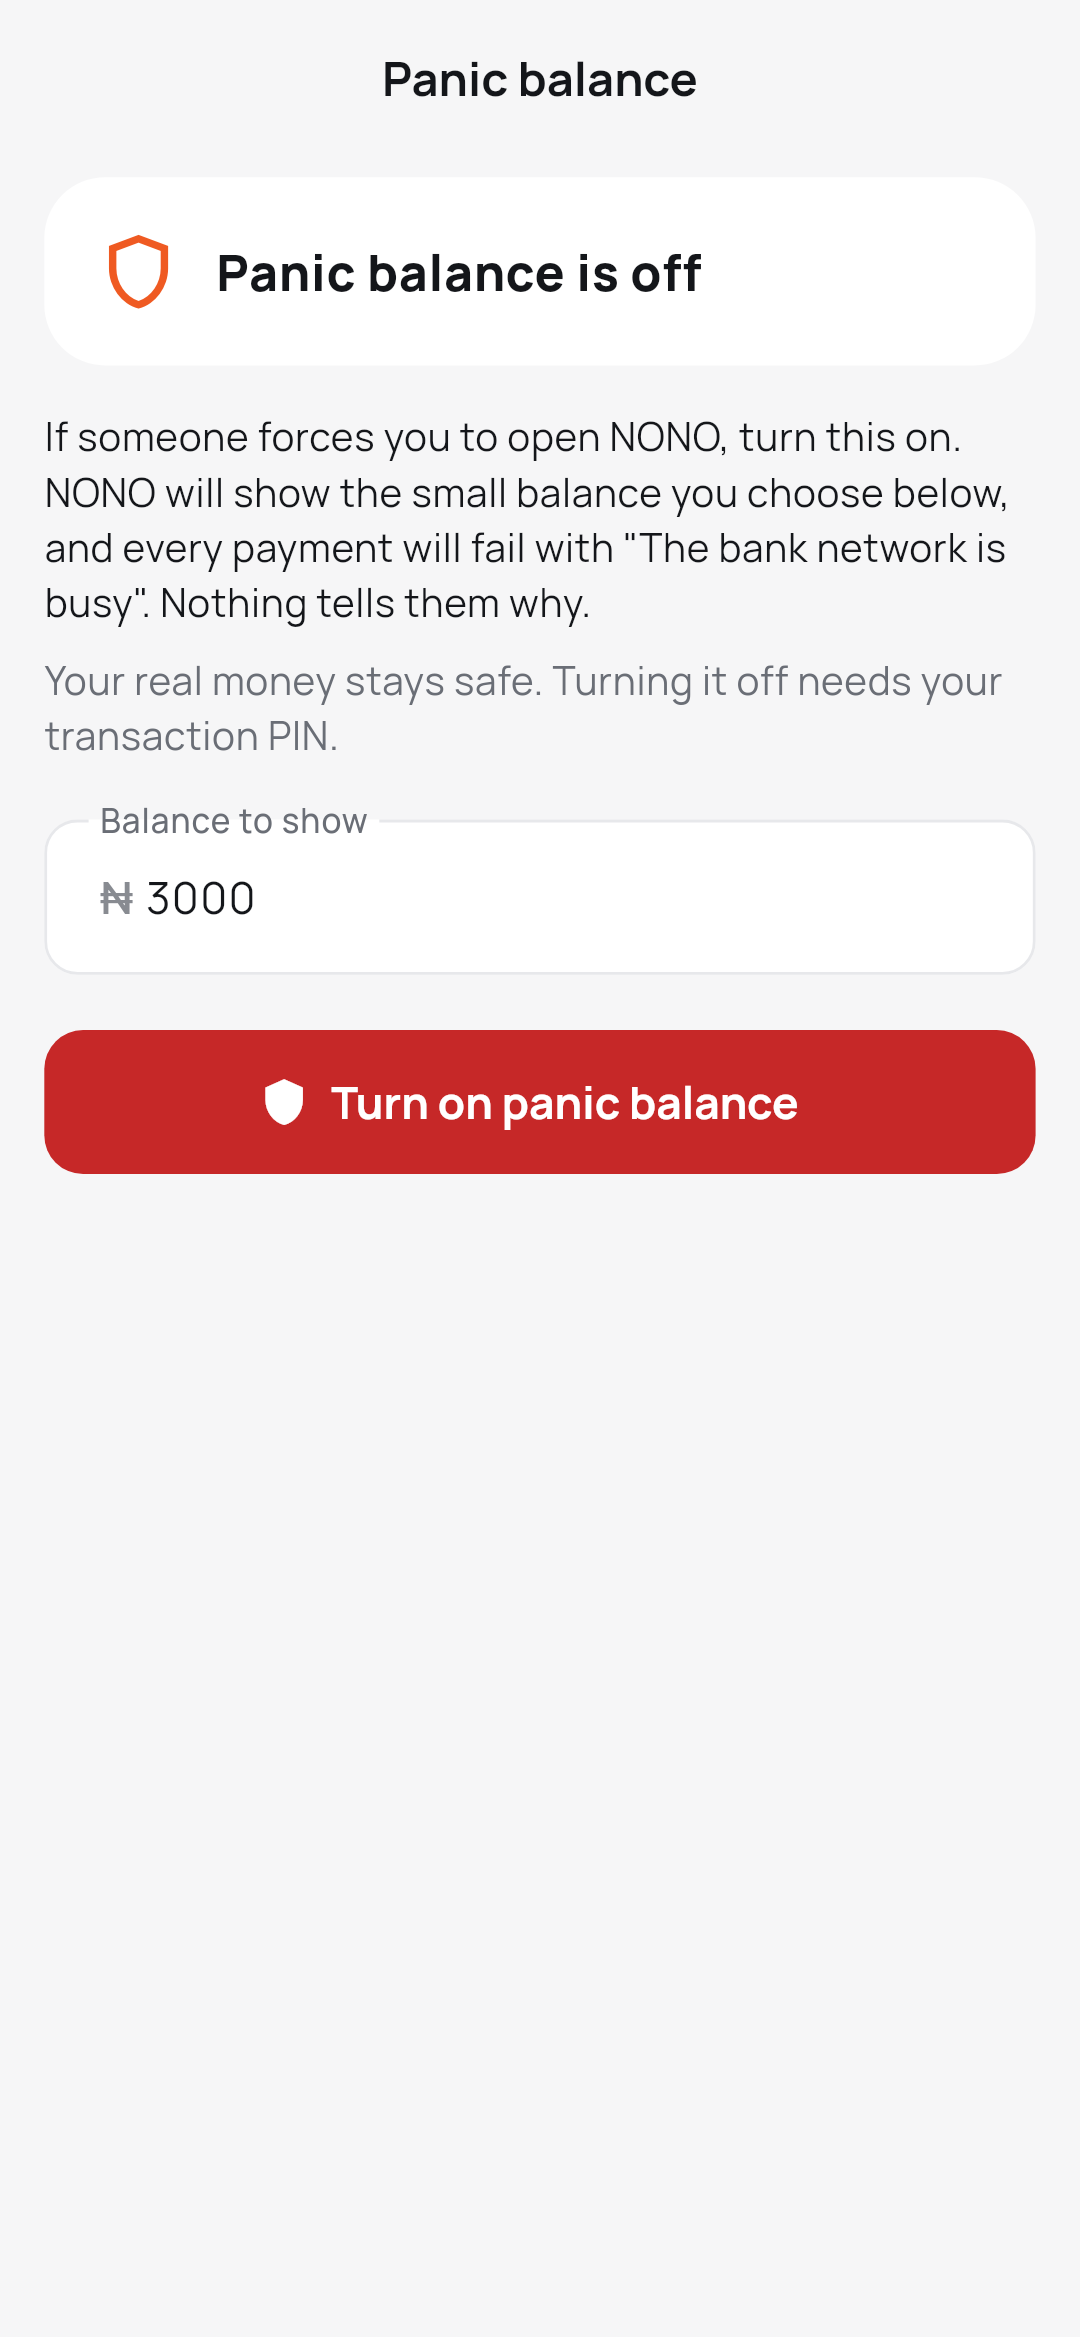 Panic balance
Panic balance is off
If someone forces you to open NONO, turn this on.
NONO will show the small balance you choose below,
and every payment will fail with "The bank network is
busy". Nothing tells them why.
Your real money stays safe. Turning it off needs your
transaction PIN.
Balance to show
₦ 3000
Turn on panic balance